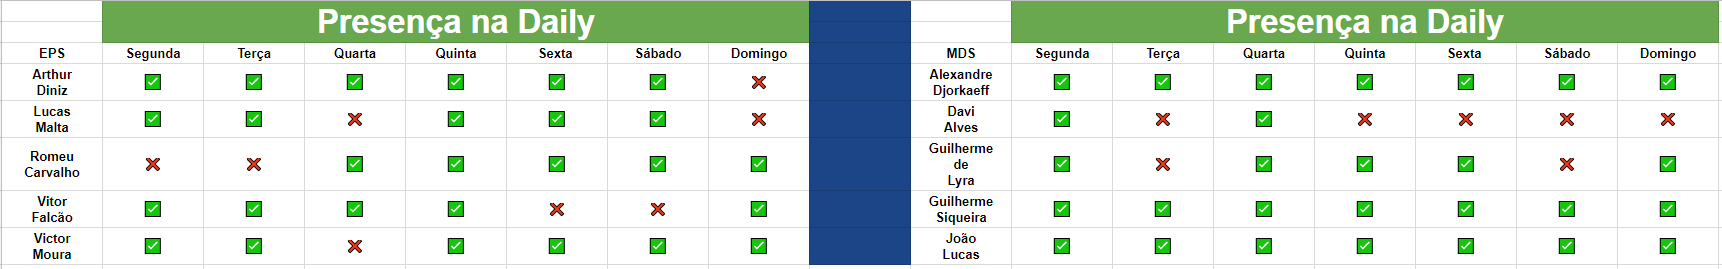 Presença na Daily Presença na Daily
EPS Segunda Terça Quarta Quinta Sexta Sábado Domingo MDS Segunda Terça Quarta Quinta Sexta Sábado Domingo
Arthur
Diniz
✅ ✅ ✅ ✅ ✅ ✅ ❌
Alexandre
Djorkaeff
✅ ✅ ✅ ✅ ✅ ✅ ✅
Lucas
Malta
✅ ✅ ❌ ✅ ✅ ✅ ❌
Davi
Alves
✅ ❌ ✅ ❌ ❌ ❌ ❌
Romeu
Carvalho
❌ ❌ ✅ ✅ ✅ ✅ ✅
Guilherme
de
Lyra
✅ ❌ ✅ ✅ ✅ ❌ ✅
Vitor
Falcão
✅ ✅ ✅ ✅ ❌ ❌ ✅
Guilherme
Siqueira
✅ ✅ ✅ ✅ ✅ ✅ ✅
Victor
Moura
✅ ✅ ❌ ✅ ✅ ✅ ✅
João
Lucas
✅ ✅ ✅ ✅ ✅ ✅ ✅